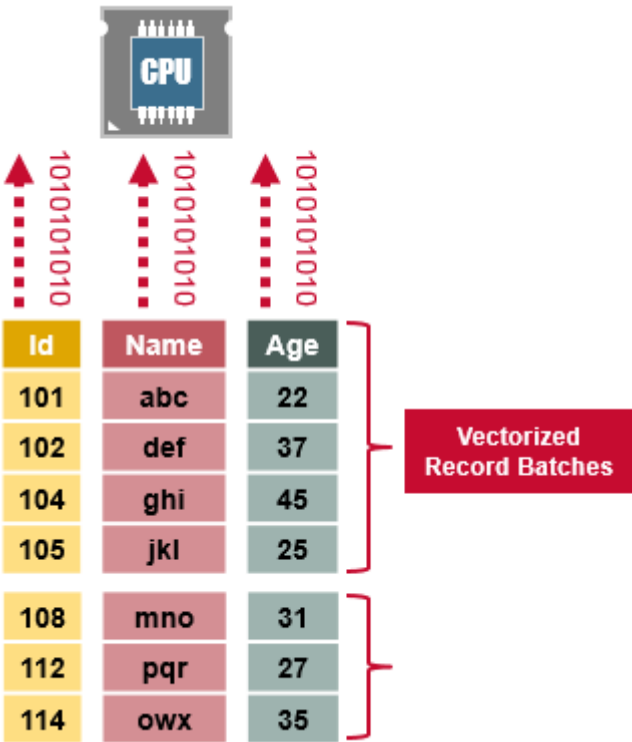 CPU
1010101010 1010101010 1010101010
Id Name Age
101 abc 22
102 def 37
104 ghi 45
105 jkl 25
Vectorized
Record Batches
108 mno 31
112 pqr 27
114 owx 35